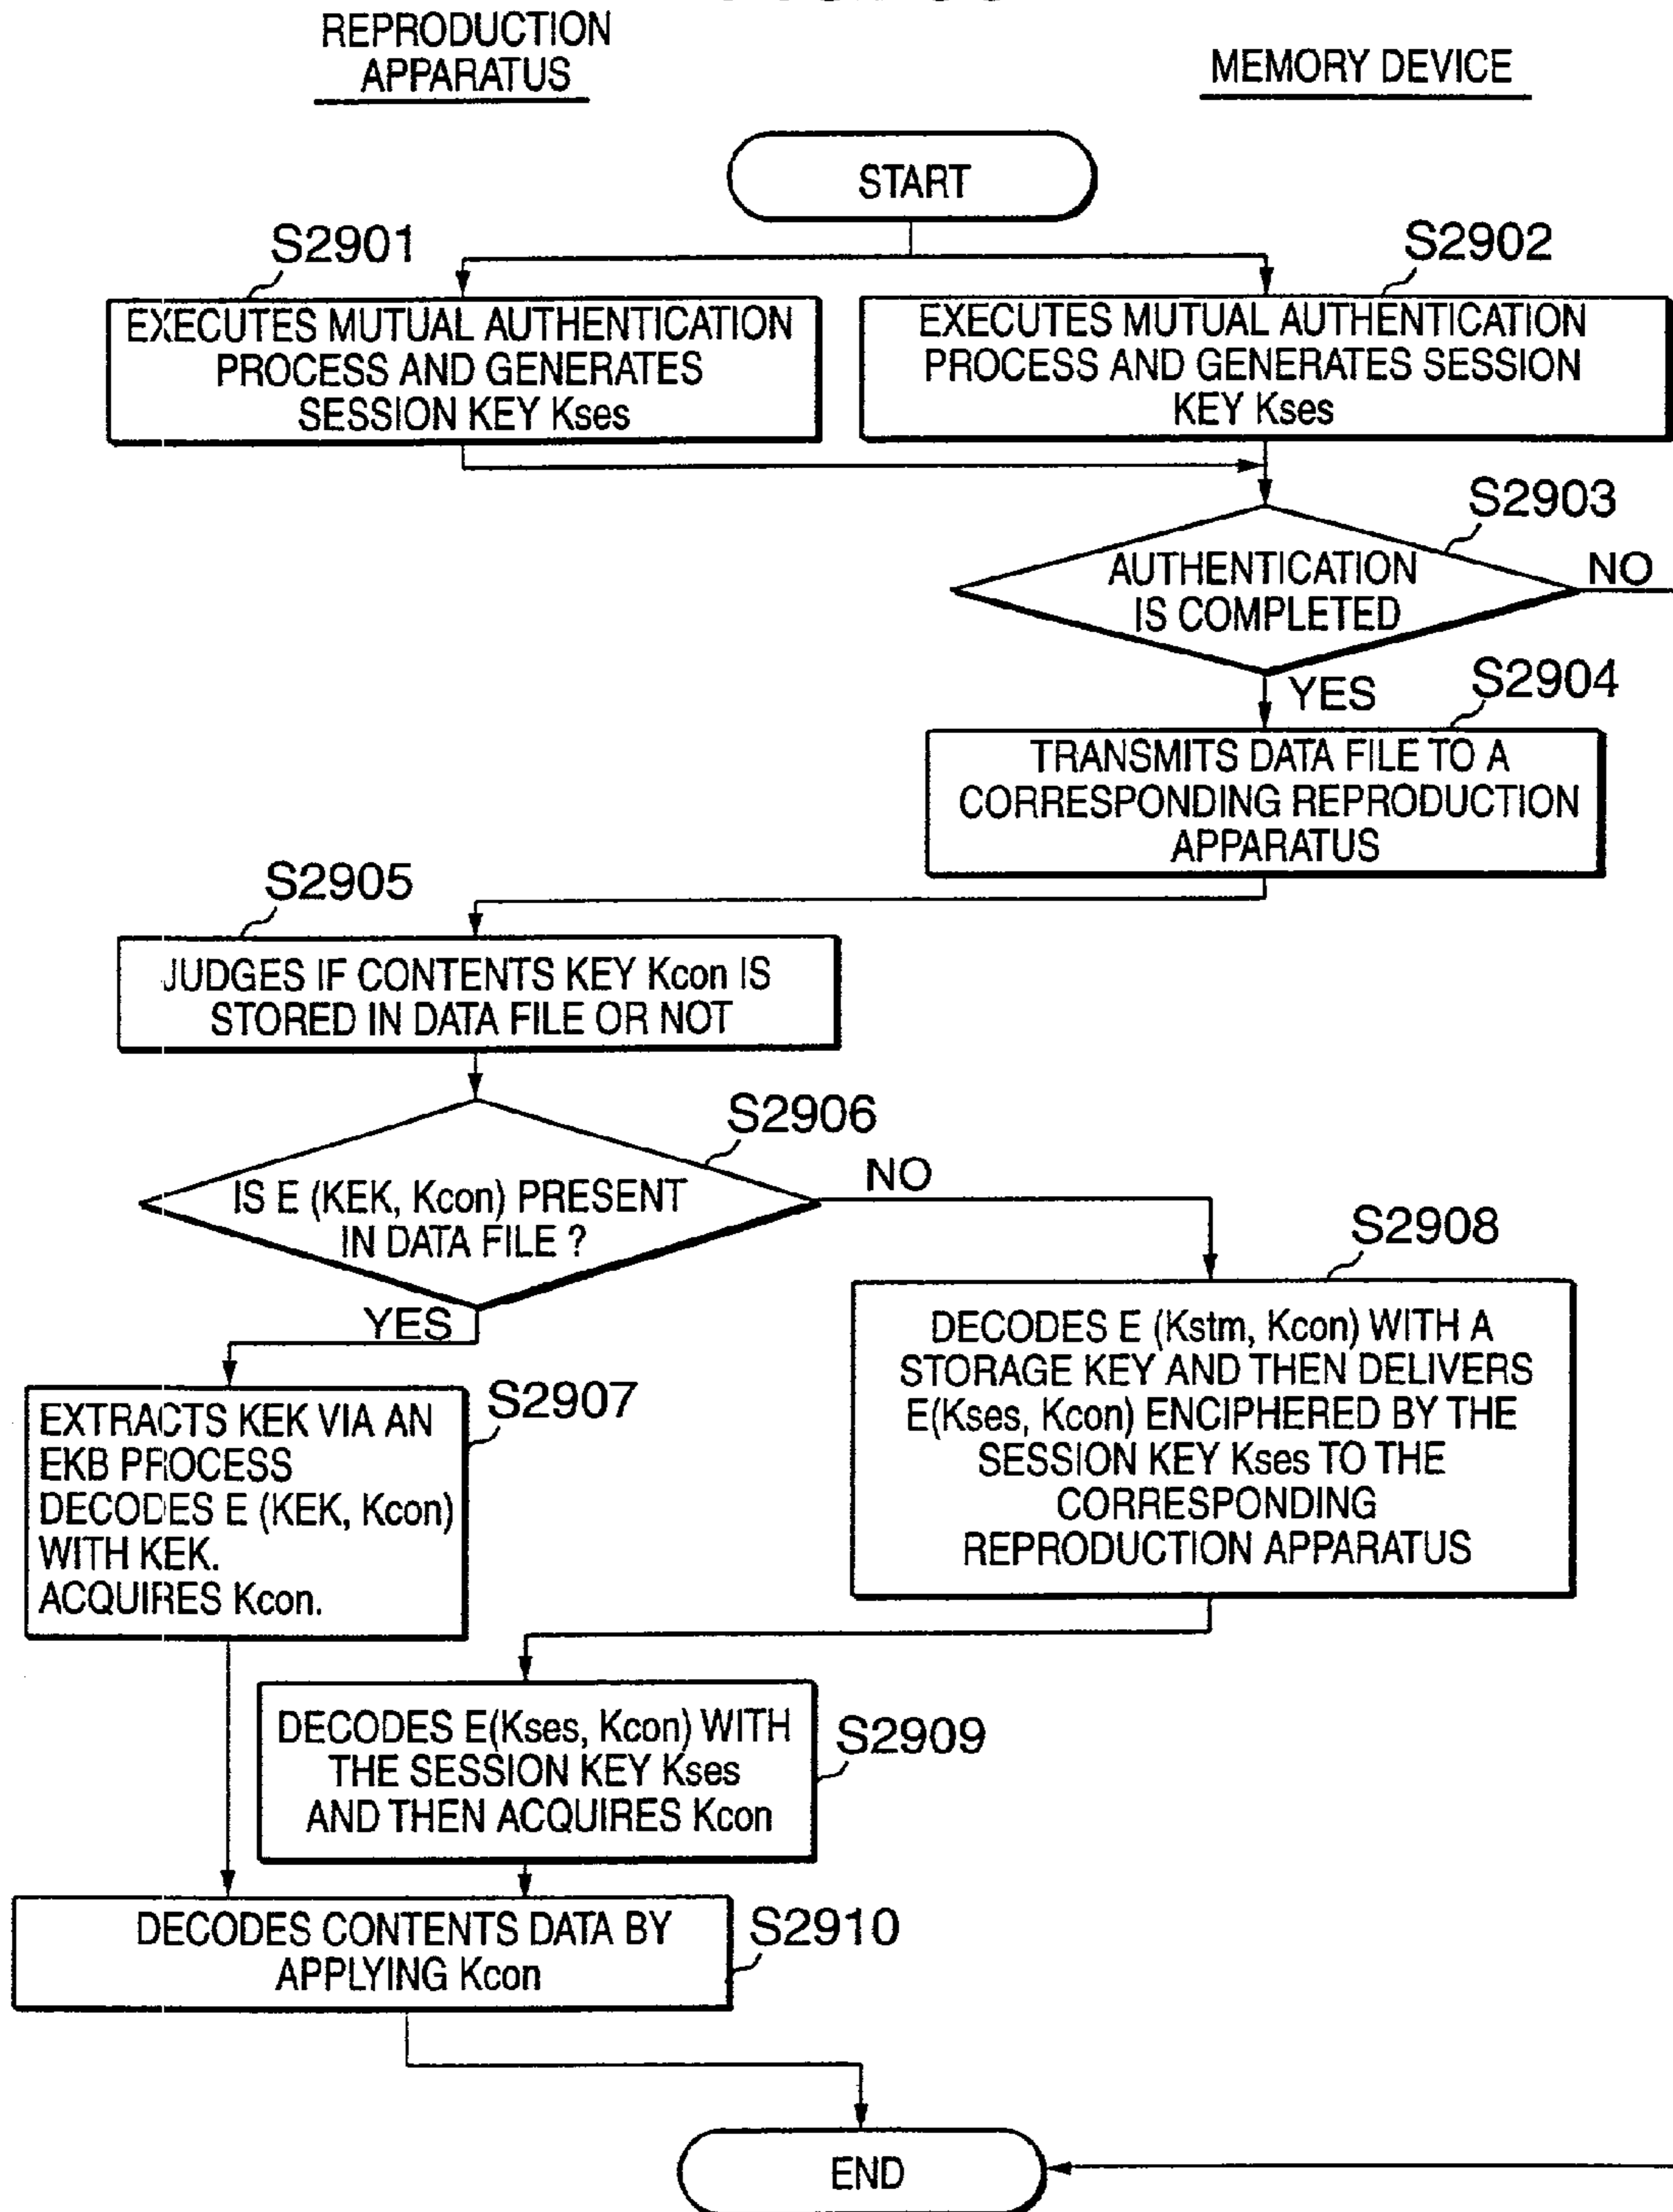 REPRODUCTION
APPARATUS
MEMORY DEVICE
START
S2901
S2902
EXECUTES MUTUAL AUTHENTICATION
PROCESS AND GENERATES
SESSION KEY Kses
EXECUTES MUTUAL AUTHENTICATION
PROCESS AND GENERATES SESSION
KEY Kses
S2903
AUTHENTICATION
IS COMPLETED
NO
YES
S2904
TRANSMITS DATA FILE TO A
CORRESPONDING REPRODUCTION
APPARATUS
S2905
JUDGES IF CONTENTS KEY Kcon IS
STORED IN DATA FILE OR NOT
S2906
IS E (KEK, Kcon) PRESENT
IN DATA FILE ?
NO
YES
S2908
DECODES E (Kstm, Kcon) WITH A
STORAGE KEY AND THEN DELIVERS
E(Kses, Kcon) ENCIPHERED BY THE
SESSION KEY Kses TO THE
CORRESPONDING
REPRODUCTION APPARATUS
S2907
EXTRACTS KEK VIA AN
EKB PROCESS
DECODES E (KEK, Kcon)
WITH KEK.
ACQUIRES Kcon.
DECODES E(Kses, Kcon) WITH
THE SESSION KEY Kses
AND THEN ACQUIRES Kcon
S2909
DECODES CONTENTS DATA BY
APPLYING Kcon
S2910
END